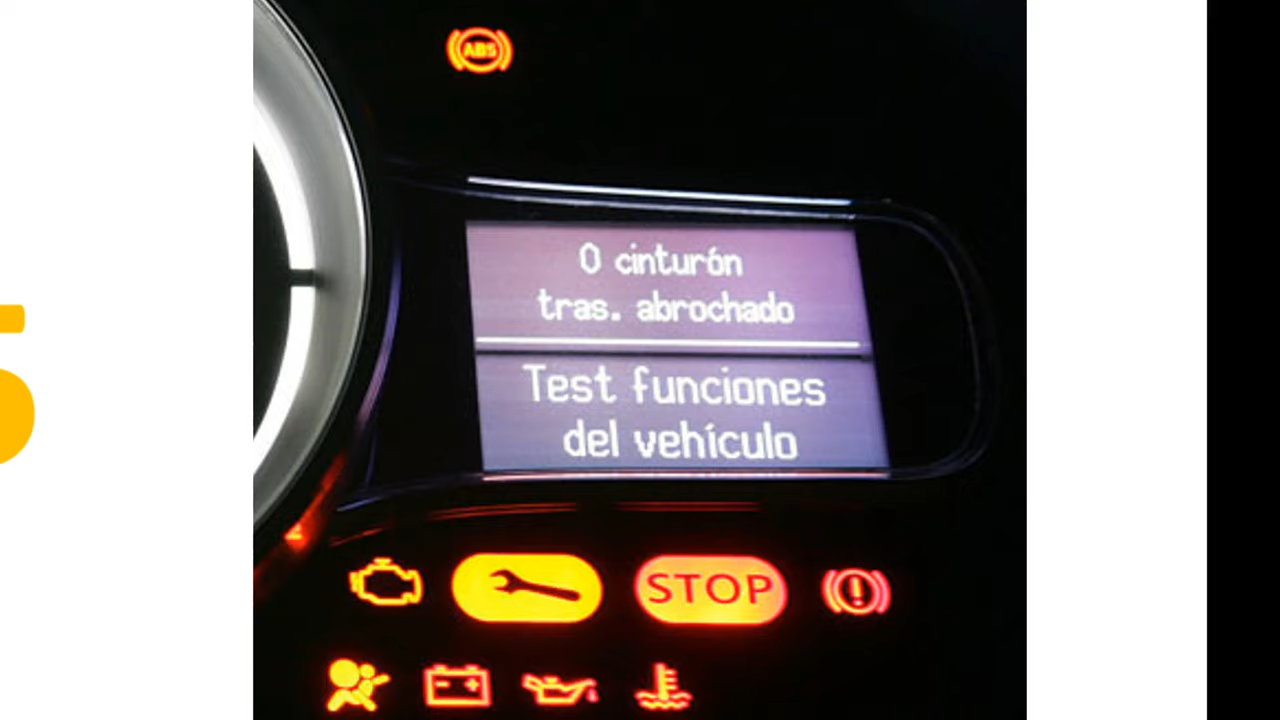 ABS
0 cinturón
tras. abrochado
Test funciones
del vehículo
STOP